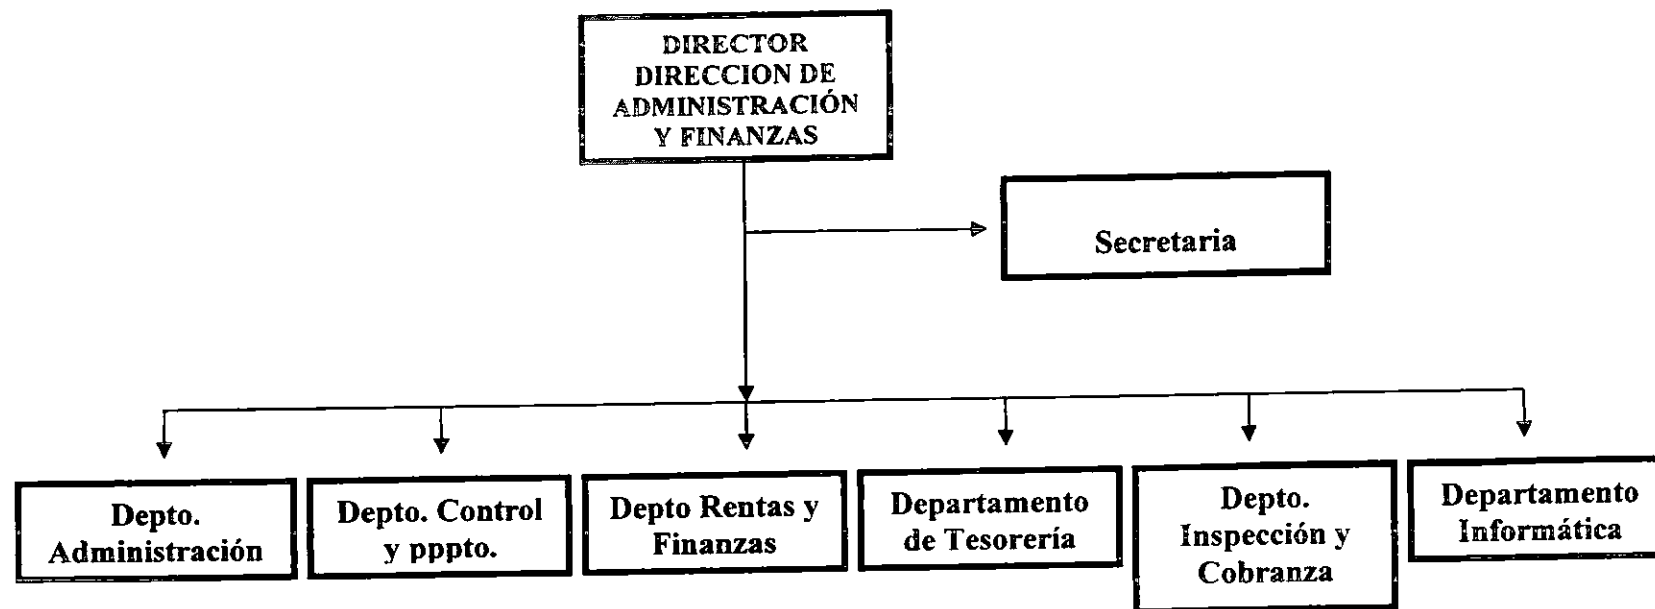 DIRECTOR
DIRECCION DE
ADMINISTRACIÓN
Y FINANZAS
Secretaria
Depto.
Administración
Depto. Control
y pppto.
Depto Rentas y
Finanzas
Departamento
de Tesorería
Depto.
Inspección y
Cobranza
Departamento
Informática